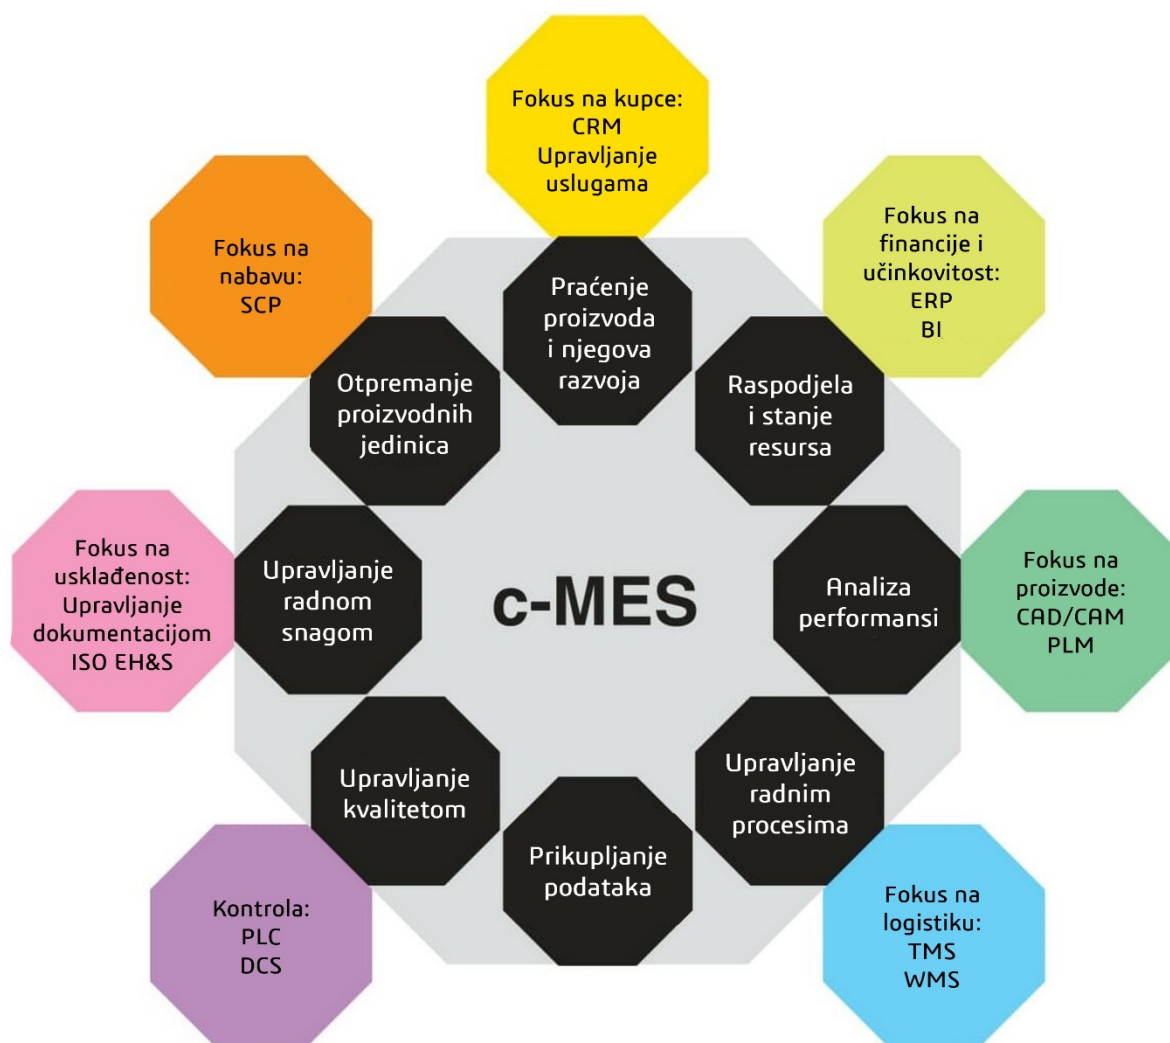 Fokus na kupce:
CRM
Upravljanje
uslugama
Fokus na
nabavu:
SCP
Fokus na
financije i
učinkovitost:
ERP
BI
Praćenje
proizvoda
i njegova
razvoja
Otpremanje
proizvodnih
jedinica
Raspodjela
i stanje
resursa
Fokus na
usklađenost:
Upravljanje
dokumentacijom
ISO EH&S
Upravljanje
radnom
snagom
c-MES
Analiza
performansi
Fokus na
proizvode:
CAD/CAM
PLM
Upravljanje
kvalitetom
Prikupljanje
podataka
Upravljanje
radnim
procesima
Kontrola:
PLC
DCS
Fokus na
logistiku:
TMS
WMS